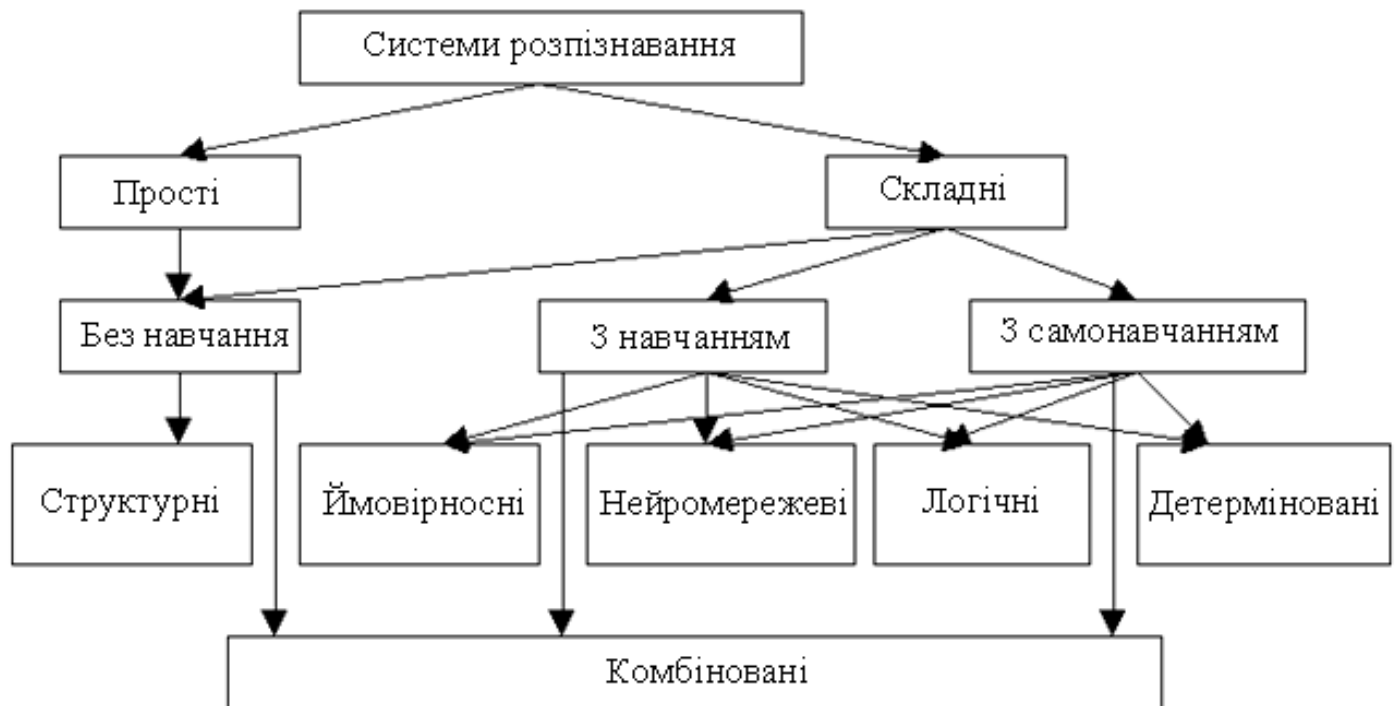 Системи розпізнавання
Прості
Складні
Без навчання
З навчанням
З самонавчанням
Структурні
Ймовірносні
Нейромережеві
Логічні
Детерміновані
Комбіновані